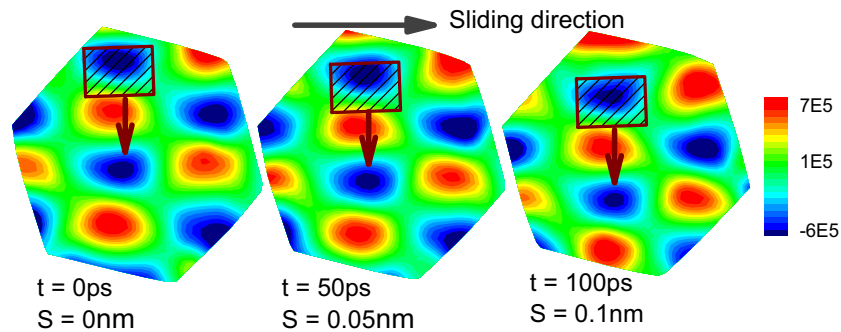 Sliding direction
7E5
1E5
-6E5
t = 0ps
S = 0nm
t = 50ps
S = 0.05nm
t = 100ps
S = 0.1nm